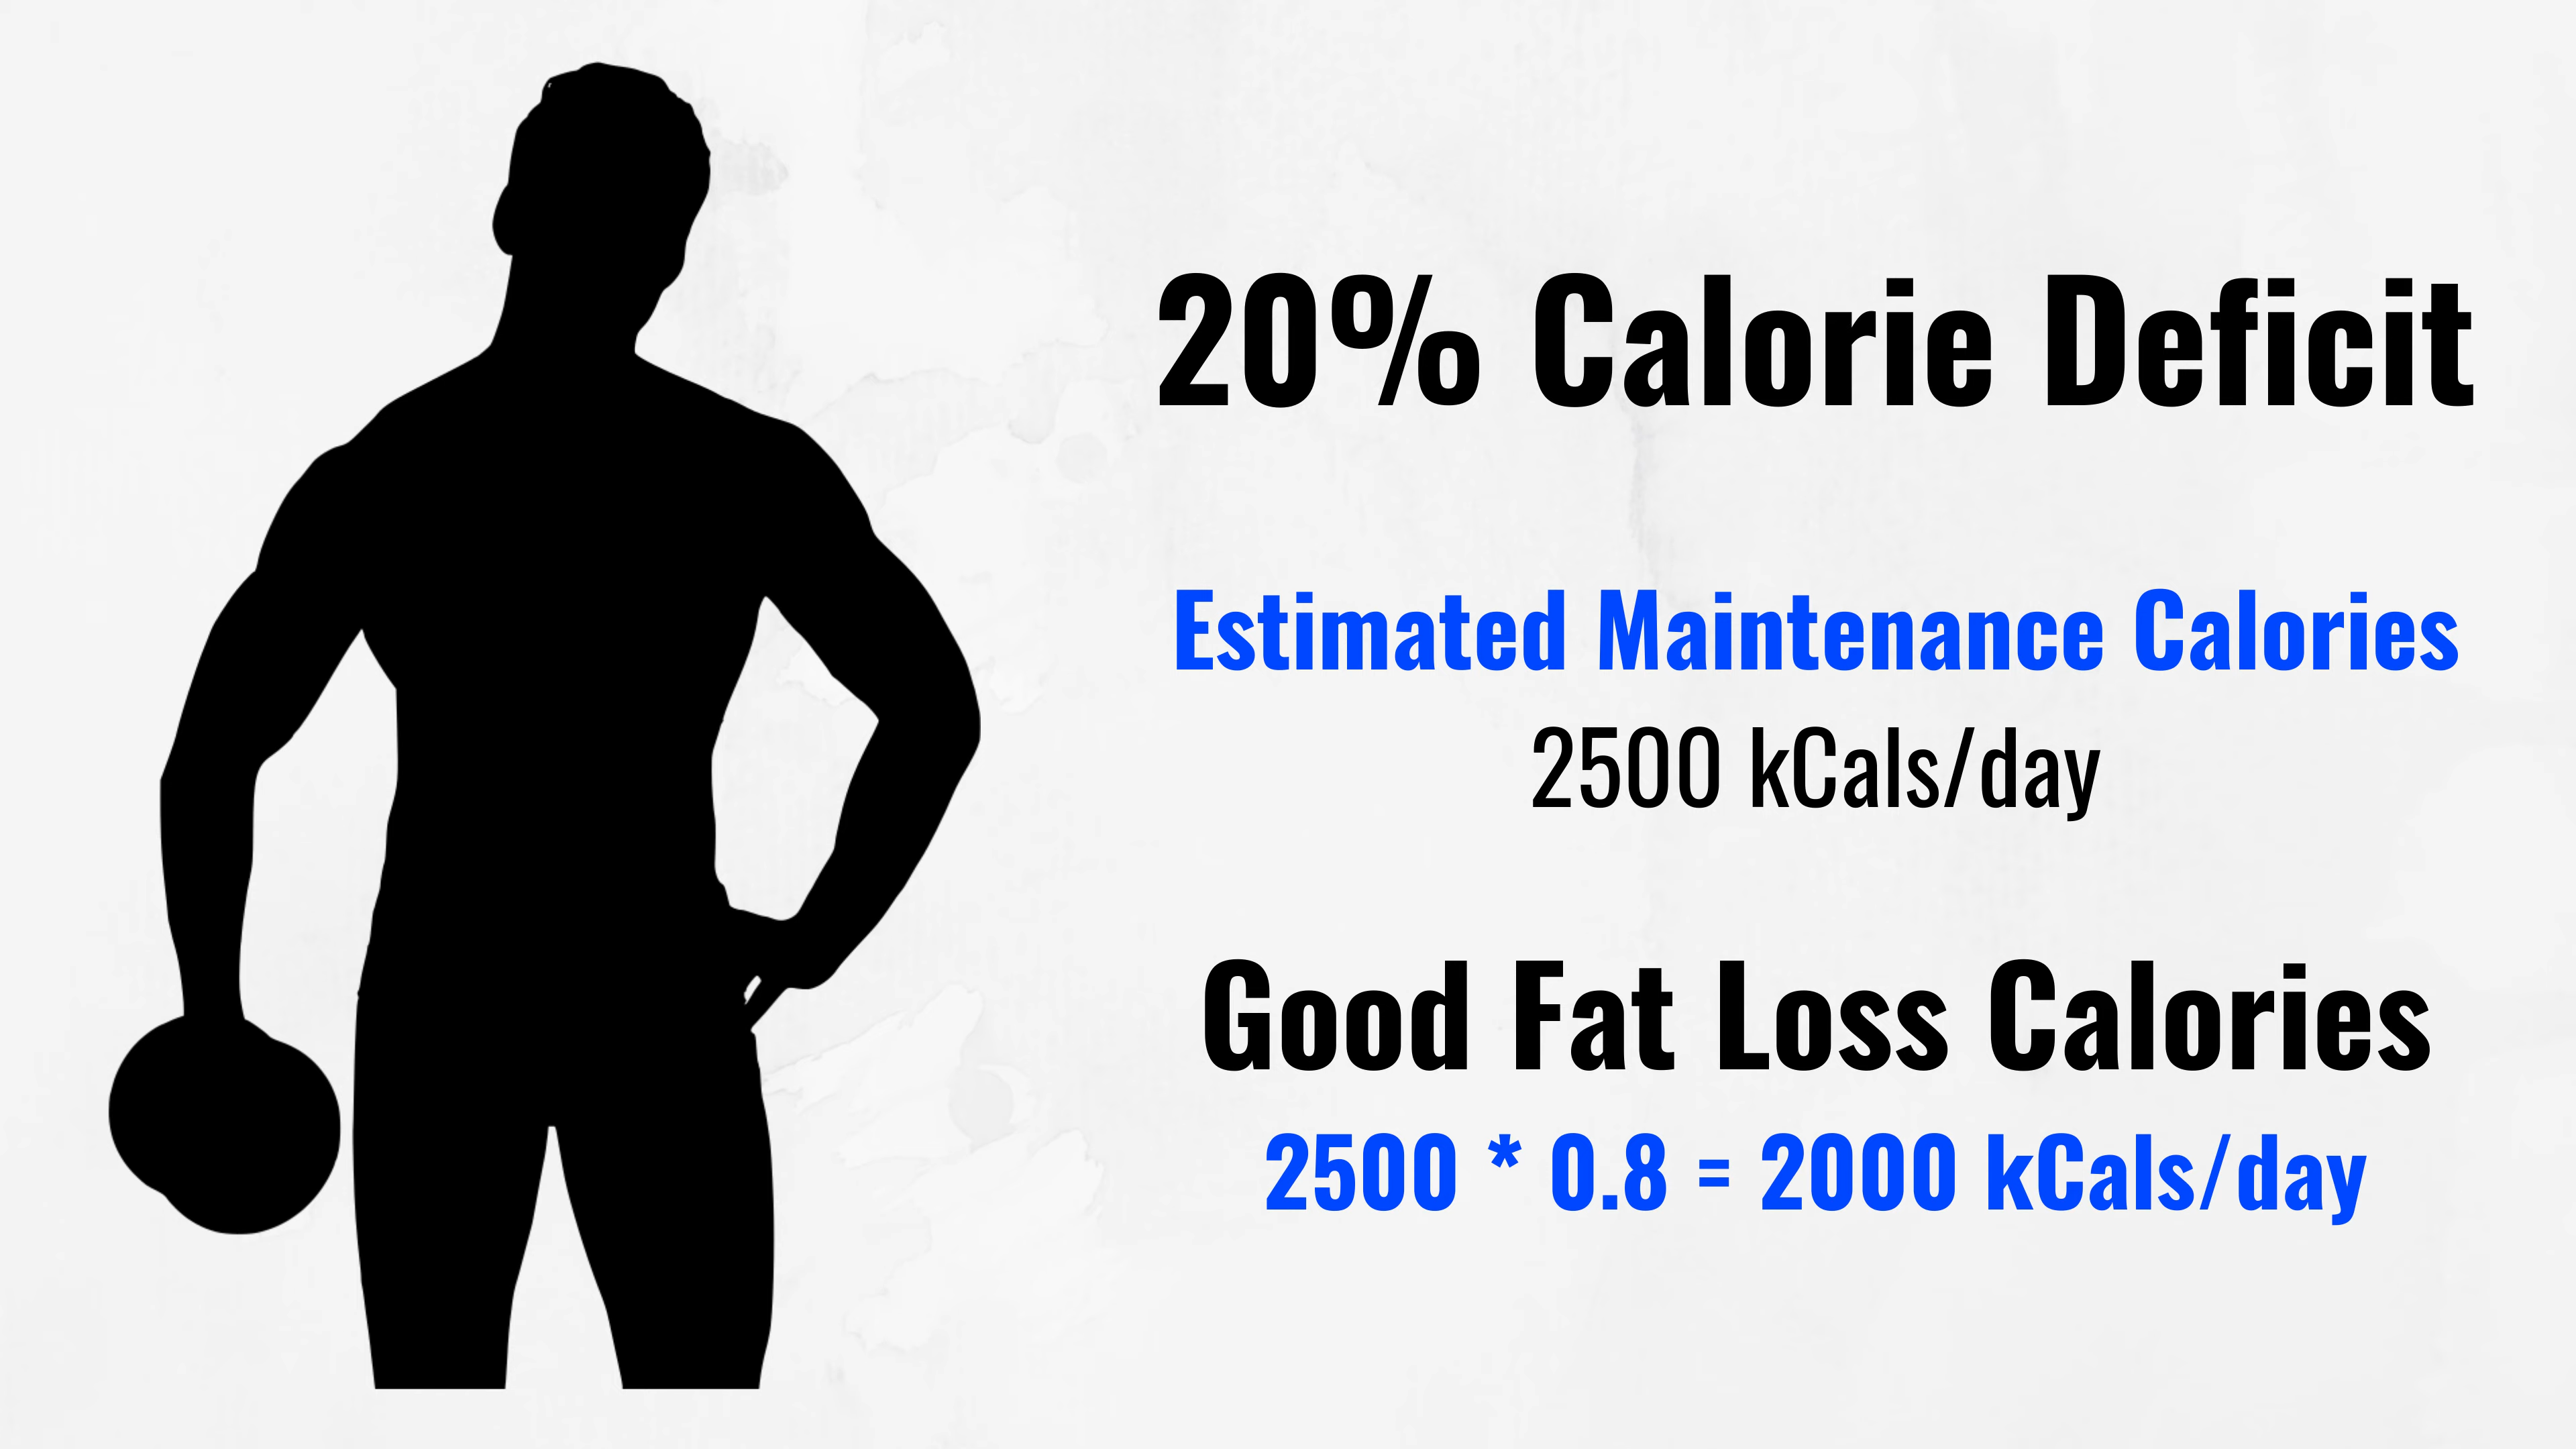 20% Calorie Deficit
Estimated Maintenance Calories
2500 kCals/day
Good Fat Loss Calories
2500 * 0.8 = 2000 kCals/day